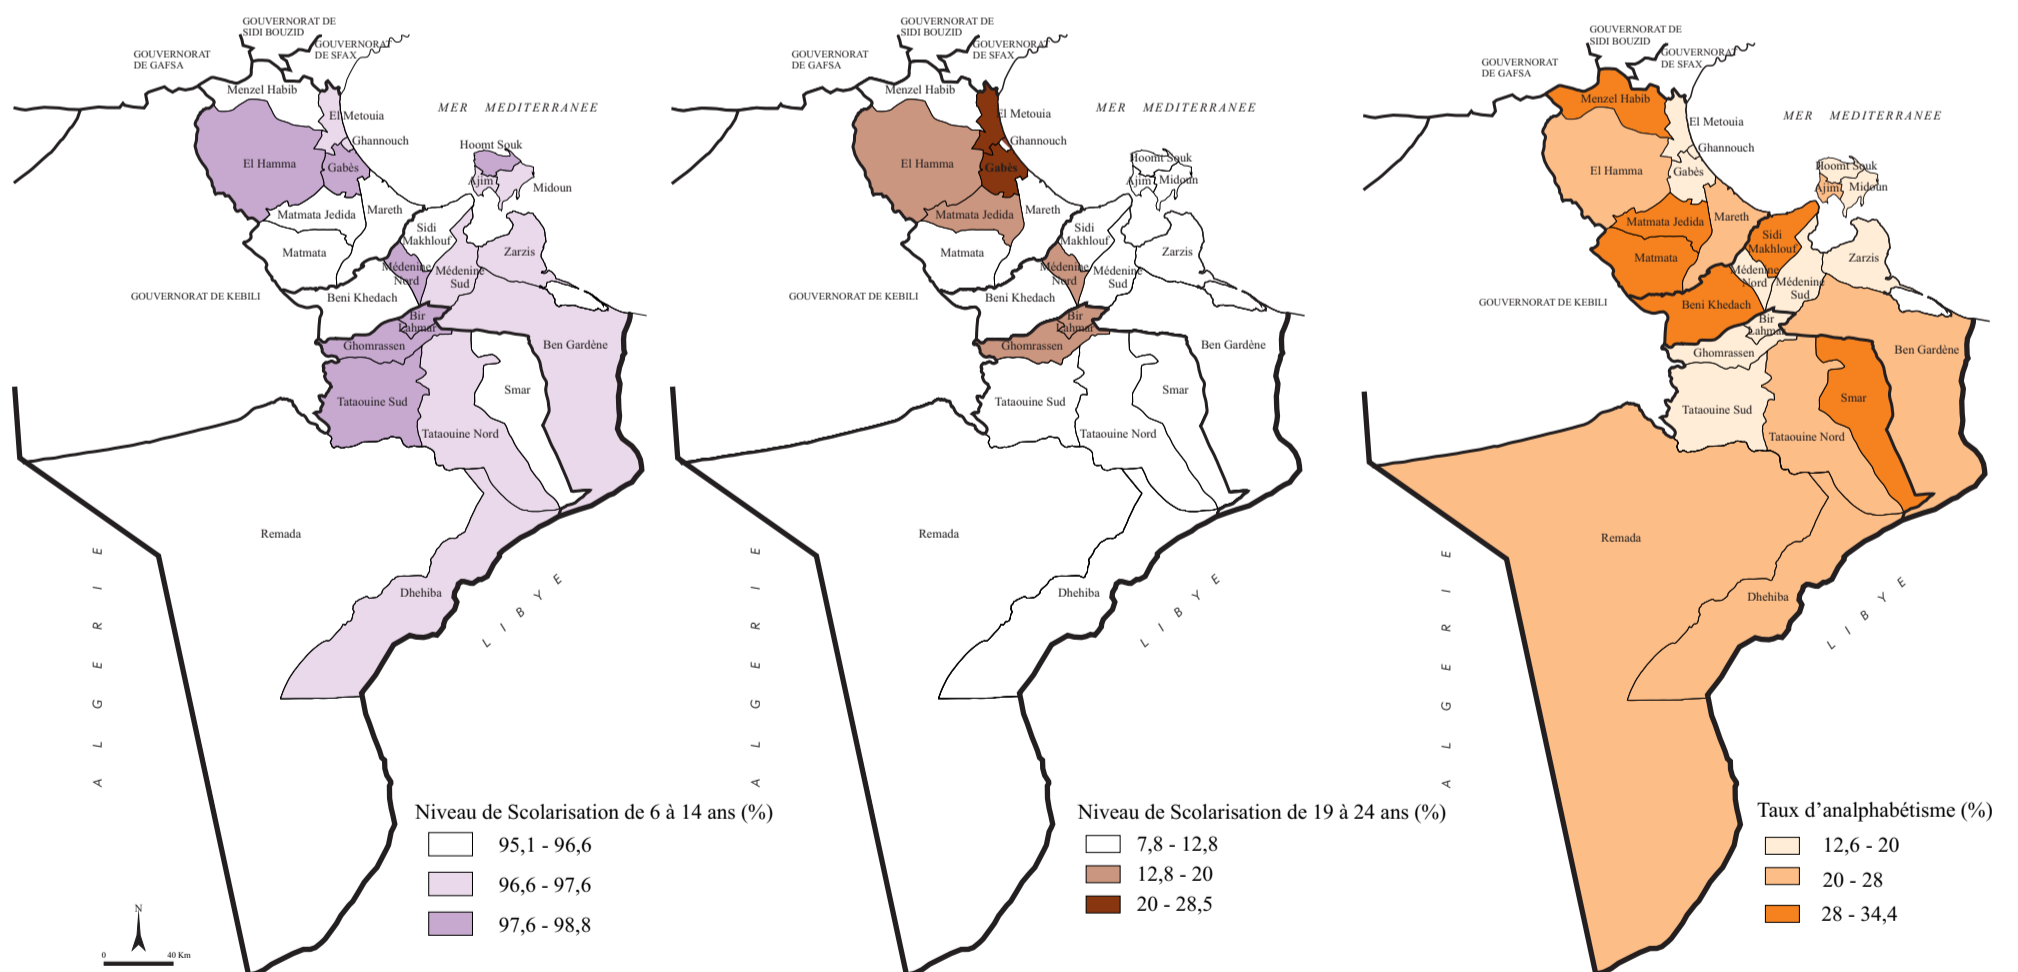 GOUVERNORAT DE
SIDI BOUZID
GOUVERNORAT
DE SFAX
GOUVERNORAT
DE GAFSA
Menzel Habib
MER MEDITERRANEE
El Metouia
Ghannouch
Hoomt Souk
El Hamma
Gabès
Ajim
Midoun
Matmata Jedida
Mareth
Sidi
Makhlouf
Matmata
Zarzis
Médenine
Nord
Médenine
Sud
GOUVERNORAT DE KEBILI
Beni Khedach
Bir
Lahmar
Ghomrassen
Ben Gardène
Smar
Tataouine Sud
Tataouine Nord
Remada
Dhehiba
ALGERIE
LIBYE
Niveau de Scolarisation de 6 à 14 ans (%)
95,1 - 96,6
96,6 - 97,6
97,6 - 98,8
N
0 40 Km
GOUVERNORAT DE
SIDI BOUZID
GOUVERNORAT
DE SFAX
GOUVERNORAT
DE GAFSA
Menzel Habib
MER MEDITERRANEE
El Metouia
Ghannouch
Hoomt Souk
El Hamma
Gabès
Ajim
Midoun
Matmata Jedida
Mareth
Sidi
Makhlouf
Matmata
Zarzis
Médenine
Nord
Médenine
Sud
GOUVERNORAT DE KEBILI
Beni Khedach
Bir
Lahmar
Ghomrassen
Ben Gardène
Smar
Tataouine Sud
Tataouine Nord
Remada
Dhehiba
ALGERIE
LIBYE
Niveau de Scolarisation de 19 à 24 ans (%)
7,8 - 12,8
12,8 - 20
20 - 28,5
GOUVERNORAT DE
SIDI BOUZID
GOUVERNORAT
DE SFAX
GOUVERNORAT
DE GAFSA
Menzel Habib
MER MEDITERRANEE
El Metouia
Ghannouch
Hoomt Souk
El Hamma
Gabès
Ajim
Midoun
Matmata Jedida
Mareth
Sidi
Makhlouf
Matmata
Zarzis
Médenine
Nord
Médenine
Sud
GOUVERNORAT DE KEBILI
Beni Khedach
Bir
Lahmar
Ghomrassen
Ben Gardène
Smar
Tataouine Sud
Tataouine Nord
Remada
Dhehiba
ALGERIE
LIBYE
Taux d’analphabétisme (%)
12,6 - 20
20 - 28
28 - 34,4